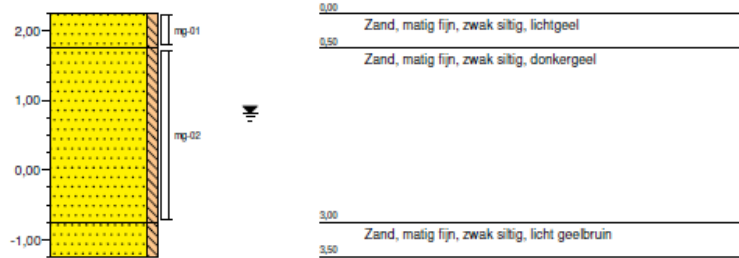 2,00
1,00
0,00
-1,00
mg-01
mg-02
0,00
Zand, matig fijn, zwak siltig, lichtgeel
0,50
Zand, matig fijn, zwak siltig, donkergeel
3,00
Zand, matig fijn, zwak siltig, licht geelbruin
3,50